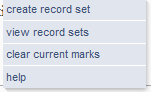 create record set
view record sets
clear current marks
help